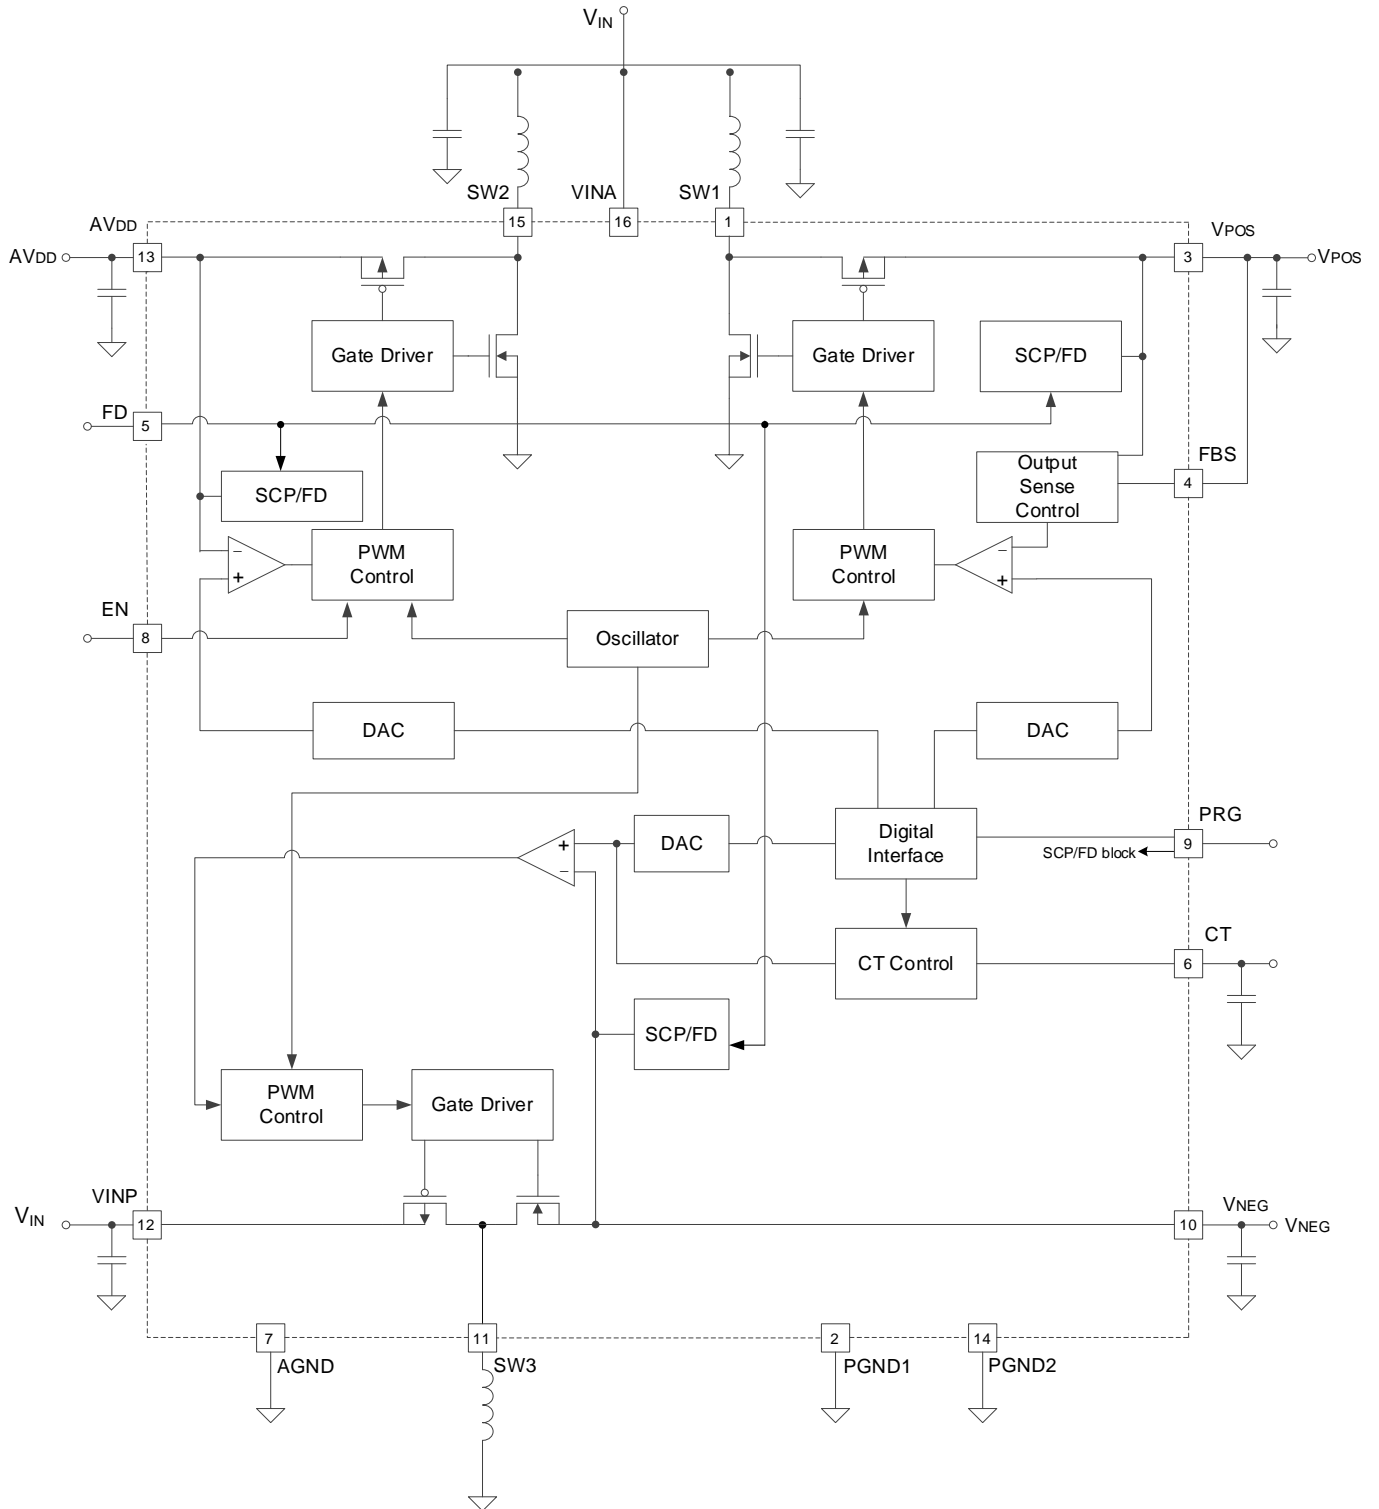 VIN
SW2
VINA
SW1
15
16
1
AVDD
VPOS
AVDD
13
3
VPOS
Gate Driver
Gate Driver
SCP/FD
FD
5
Output
Sense
Control
FBS
4
SCP/FD
PWM
Control
PWM
Control
−
+
−
+
EN
8
Oscillator
DAC
DAC
PRG
DAC
Digital
Interface
9
SCP/FD block
+
−
CT
CT Control
6
SCP/FD
PWM
Control
Gate Driver
VINP
VIN
12
VNEG
10
VNEG
7
11
2
14
AGND
SW3
PGND1
PGND2